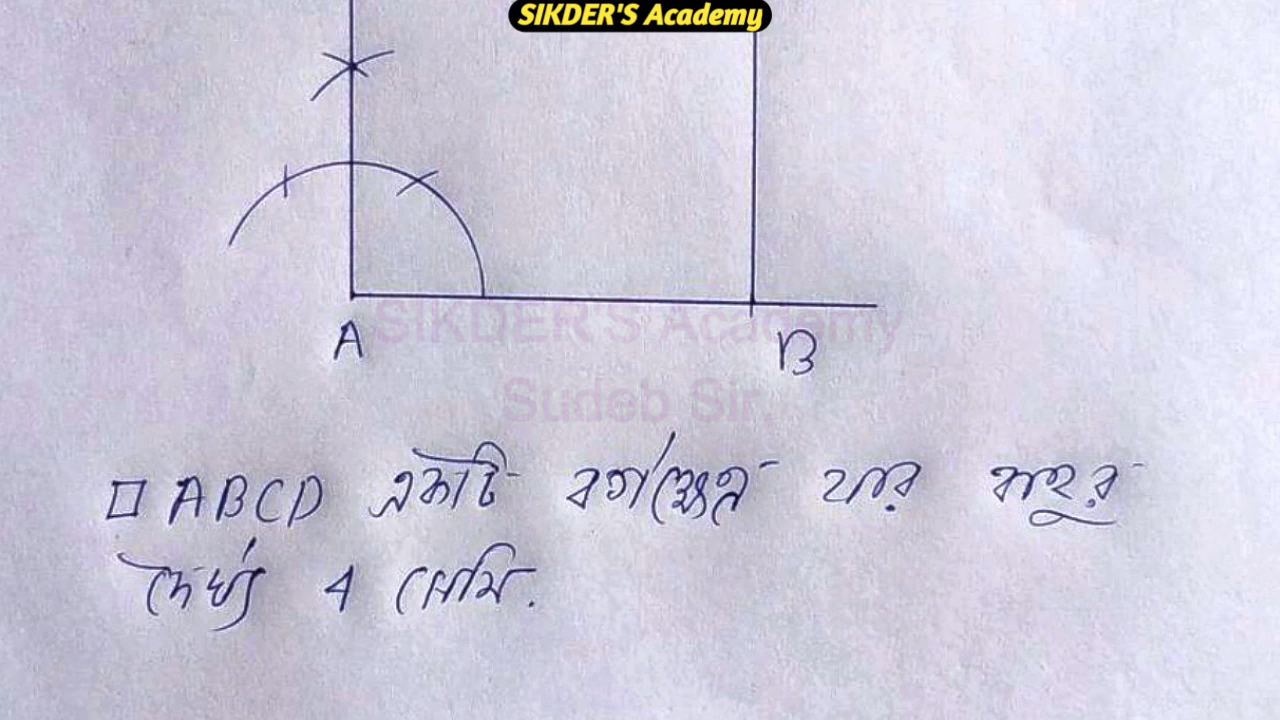 SIKDER'S Academy
A
B
SIKDER'S Academy
Sudeb Sir.
□ ABCD একটি বর্গক্ষেত্র যার বাহুর
দৈর্ঘ্য 4 সেমি.